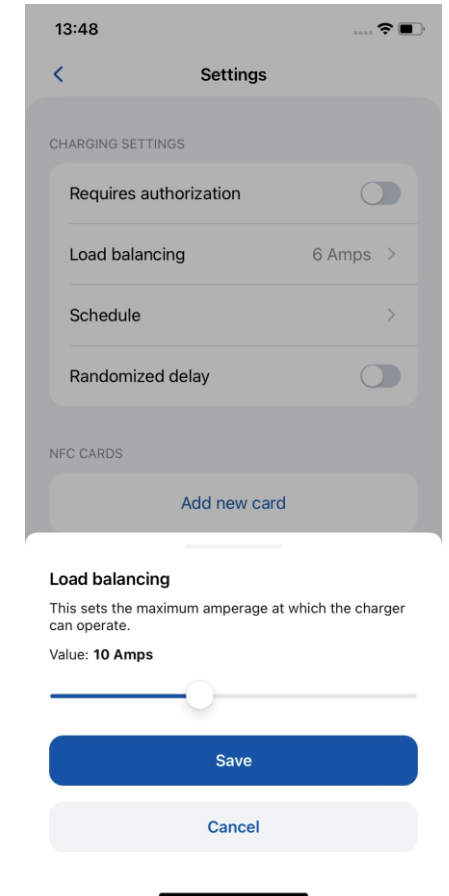 13:48
Settings
CHARGING SETTINGS
Requires authorization
Load balancing 6 Amps
Schedule
Randomized delay
NFC CARDS
Add new card
Load balancing
This sets the maximum amperage at which the charger
can operate.
Value: 10 Amps
Save
Cancel